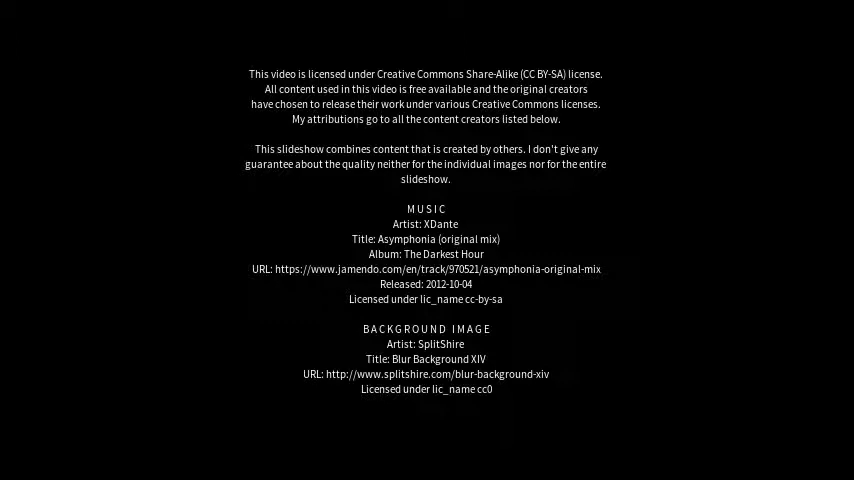 This video is licensed under Creative Commons Share-Alike (CC BY-SA) license.
All content used in this video is free available and the original creators
have chosen to release their work under various Creative Commons licenses.
My attributions go to all the content creators listed below.
This slideshow combines content that is created by others. I don't give any
guarantee about the quality neither for the individual images nor for the entire
slideshow.
MUSIC
Artist: XDante
Title: Asymphonia (original mix)
Album: The Darkest Hour
URL: https://www.jamendo.com/en/track/970521/asymphonia-original-mix
Released: 2012-10-04
Licensed under lic_name cc-by-sa
BACKGROUND IMAGE
Artist: SplitShire
Title: Blur Background XIV
URL: http://www.splitshire.com/blur-background-xiv
Licensed under lic_name cc0